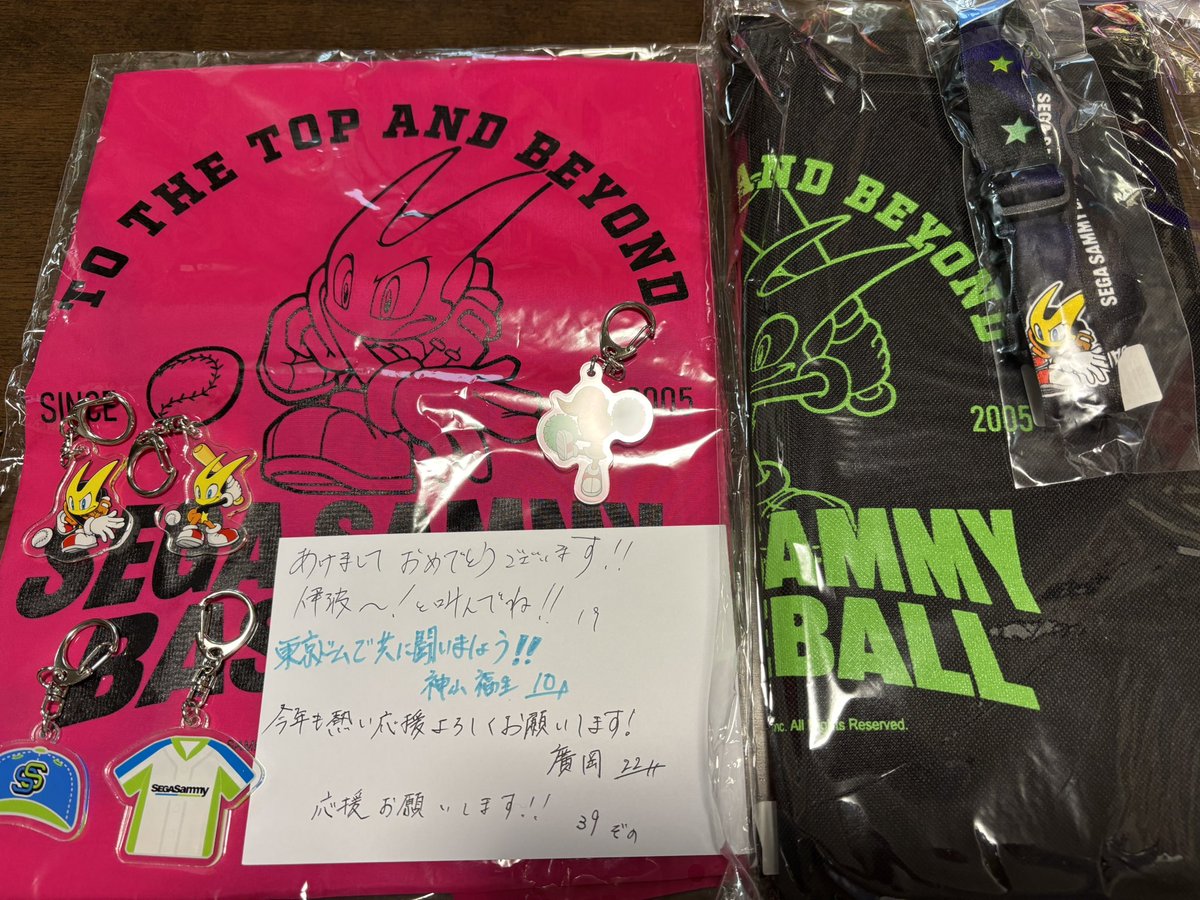 TO THE TOP AND BEYOND
SINCE
2005
SEGA SAMMY
BAS
AND BEYOND
2005
AMMY
BALL
Inc. All Rights Reserved.
SEGA SAMMY
SEGA SAMMY B
S
SEGASammy
あけまして おめでとう ございます!!
伊波〜!と叫んでね!! 19
東京ドームで共に闘いましょう!!
神山 福生 10
今年も熱い応援よろしくお願いします!
廣岡 22
応援 お願いします!! 39 ぞの